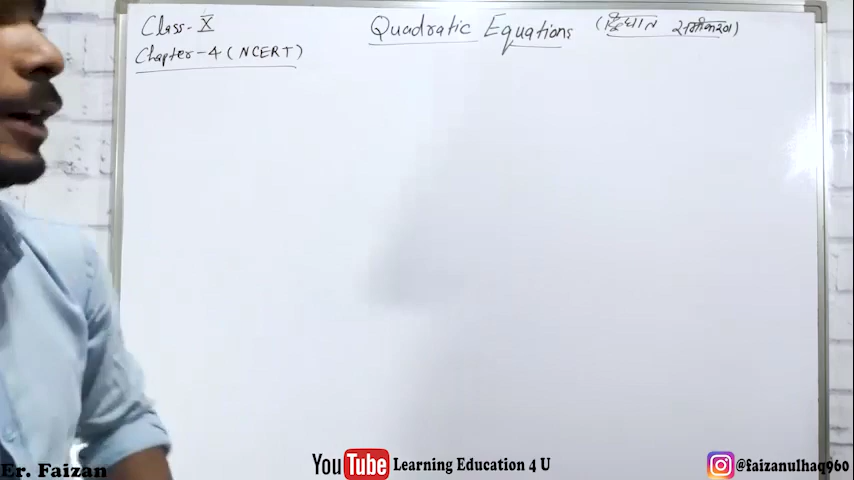 Class-X
Quadratic Equations (द्विघात समीकरण)
Chapter-4 (NCERT)
Er. Faizan
YouTube Learning Education 4 U
@faizanulhaq960